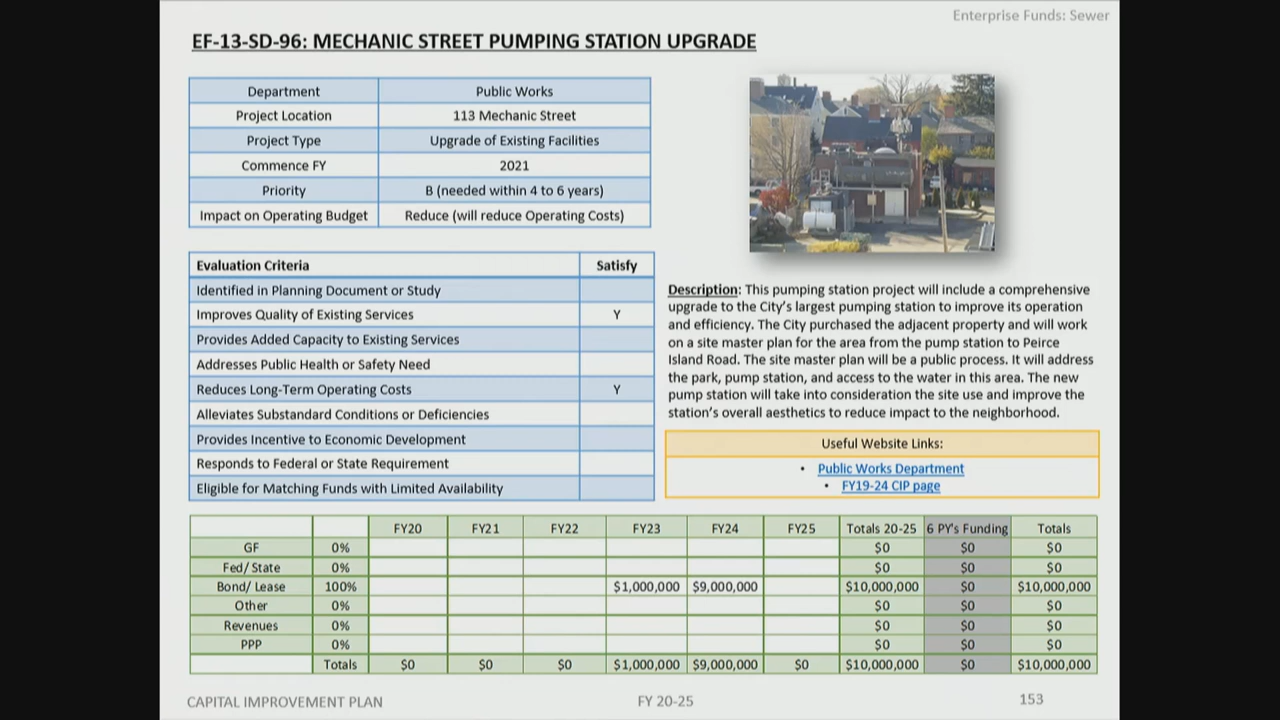 Enterprise Funds: Sewer
EF-13-SD-96: MECHANIC STREET PUMPING STATION UPGRADE
Department Public Works
Project Location 113 Mechanic Street
Project Type Upgrade of Existing Facilities
Commence FY 2021
Priority B (needed within 4 to 6 years)
Impact on Operating Budget Reduce (will reduce Operating Costs)
Evaluation Criteria Satisfy
Identified in Planning Document or Study
Improves Quality of Existing Services Y
Provides Added Capacity to Existing Services
Addresses Public Health or Safety Need
Reduces Long-Term Operating Costs Y
Alleviates Substandard Conditions or Deficiencies
Provides Incentive to Economic Development
Responds to Federal or State Requirement
Eligible for Matching Funds with Limited Availability
Description: This pumping station project will include a comprehensive
upgrade to the City's largest pumping station to improve its operation
and efficiency. The City purchased the adjacent property and will work
on a site master plan for the area from the pump station to Peirce
Island Road. The site master plan will be a public process. It will address
the park, pump station, and access to the water in this area. The new
pump station will take into consideration the site use and improve the
station's overall aesthetics to reduce impact to the neighborhood.
Useful Website Links:
• Public Works Department
• FY19-24 CIP page
FY20 FY21 FY22 FY23 FY24 FY25 Totals 20-25 6 PY's Funding Totals
GF 0% $0 $0 $0
Fed/ State 0% $0 $0 $0
Bond/ Lease 100% $1,000,000 $9,000,000 $10,000,000 $0 $10,000,000
Other 0% $0 $0 $0
Revenues 0% $0 $0 $0
PPP 0% $0 $0 $0
Totals $0 $0 $0 $1,000,000 $9,000,000 $0 $10,000,000 $0 $10,000,000
CAPITAL IMPROVEMENT PLAN FY 20-25 153